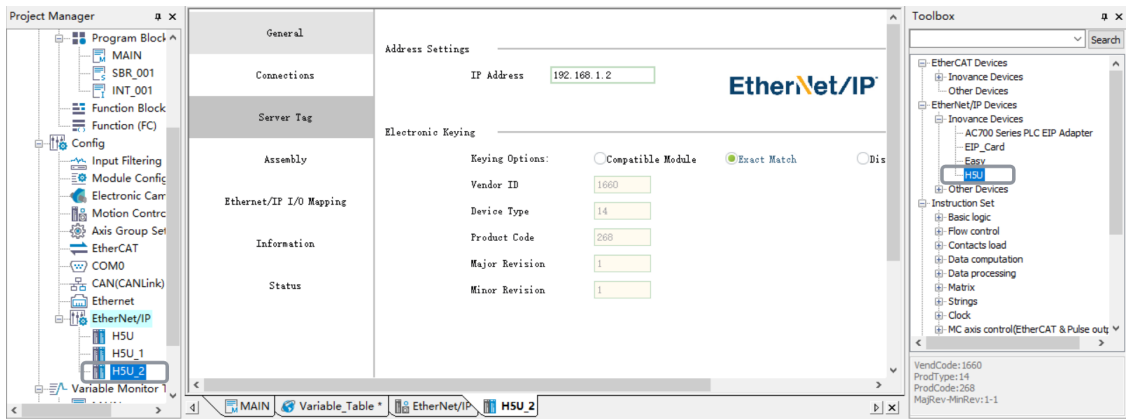 Project Manager
Program Block
MAIN
SBR_001
INT_001
Function Block
Function (FC)
Config
Input Filtering
Module Config
Electronic Cam
Motion Contro
Axis Group Set
EtherCAT
COM0
CAN(CANLink)
Ethernet
EtherNet/IP
H5U
H5U_1
H5U_2
Variable Monitor T
General
Connections
Server Tag
Assembly
Ethernet/IP I/O Mapping
Information
Status
Address Settings
IP Address 192.168.1.2
EtherNet/IP
Electronic Keying
Keying Options: Compatible Module Exact Match Dis
Vendor ID 1660
Device Type 14
Product Code 268
Major Revision 1
Minor Revision 1
MAIN Variable_Table * EtherNet/IP H5U_2
Toolbox
Search
EtherCAT Devices
Inovance Devices
Other Devices
EtherNet/IP Devices
Inovance Devices
AC700 Series PLC EIP Adapter
EIP_Card
Easy
H5U
Other Devices
Instruction Set
Basic logic
Flow control
Contacts load
Data computation
Data processing
Matrix
Strings
Clock
MC axis control(EtherCAT & Pulse outp
VendCode:1660
ProdType:14
ProdCode:268
MajRev-MinRev:1-1